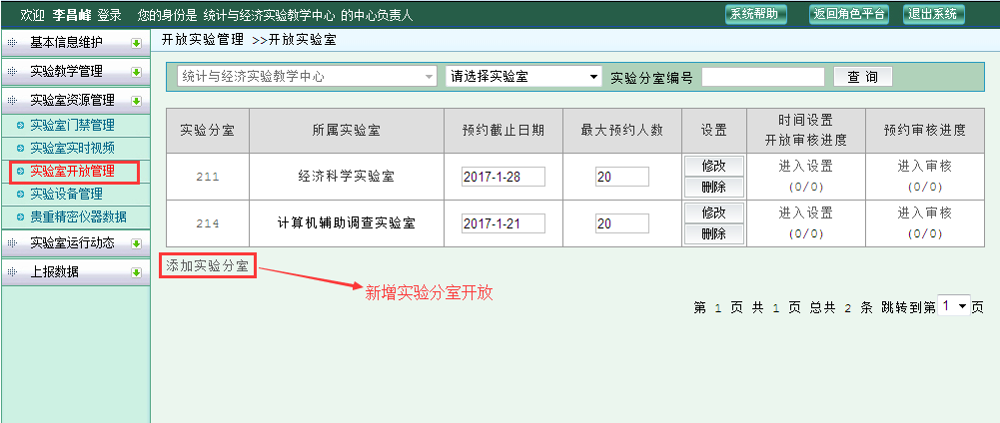 欢迎 李昌峰 登录 您的身份是 统计与经济实验教学中心 的中心负责人 系统帮助 返回角色平台 退出系统
基本信息维护
实验教学管理
实验室资源管理
实验室门禁管理
实验室实时视频
实验室开放管理
实验设备管理
贵重精密仪器数据
实验室运行动态
上报数据
开放实验管理 >>开放实验室
统计与经济实验教学中心 请选择实验室 实验分室编号 查 询
实验分室 所属实验室 预约截止日期 最大预约人数 设置 时间设置 预约审核进度
开放审核进度
211 经济科学实验室 2017-1-28 20 修改 进入设置 进入审核
删除 (0/0) (0/0)
214 计算机辅助调查实验室 2017-1-21 20 修改 进入设置 进入审核
删除 (0/0) (0/0)
添加实验分室
新增实验分室开放
第 1 页 共 1 页 总共 2 条 跳转到第 1 页